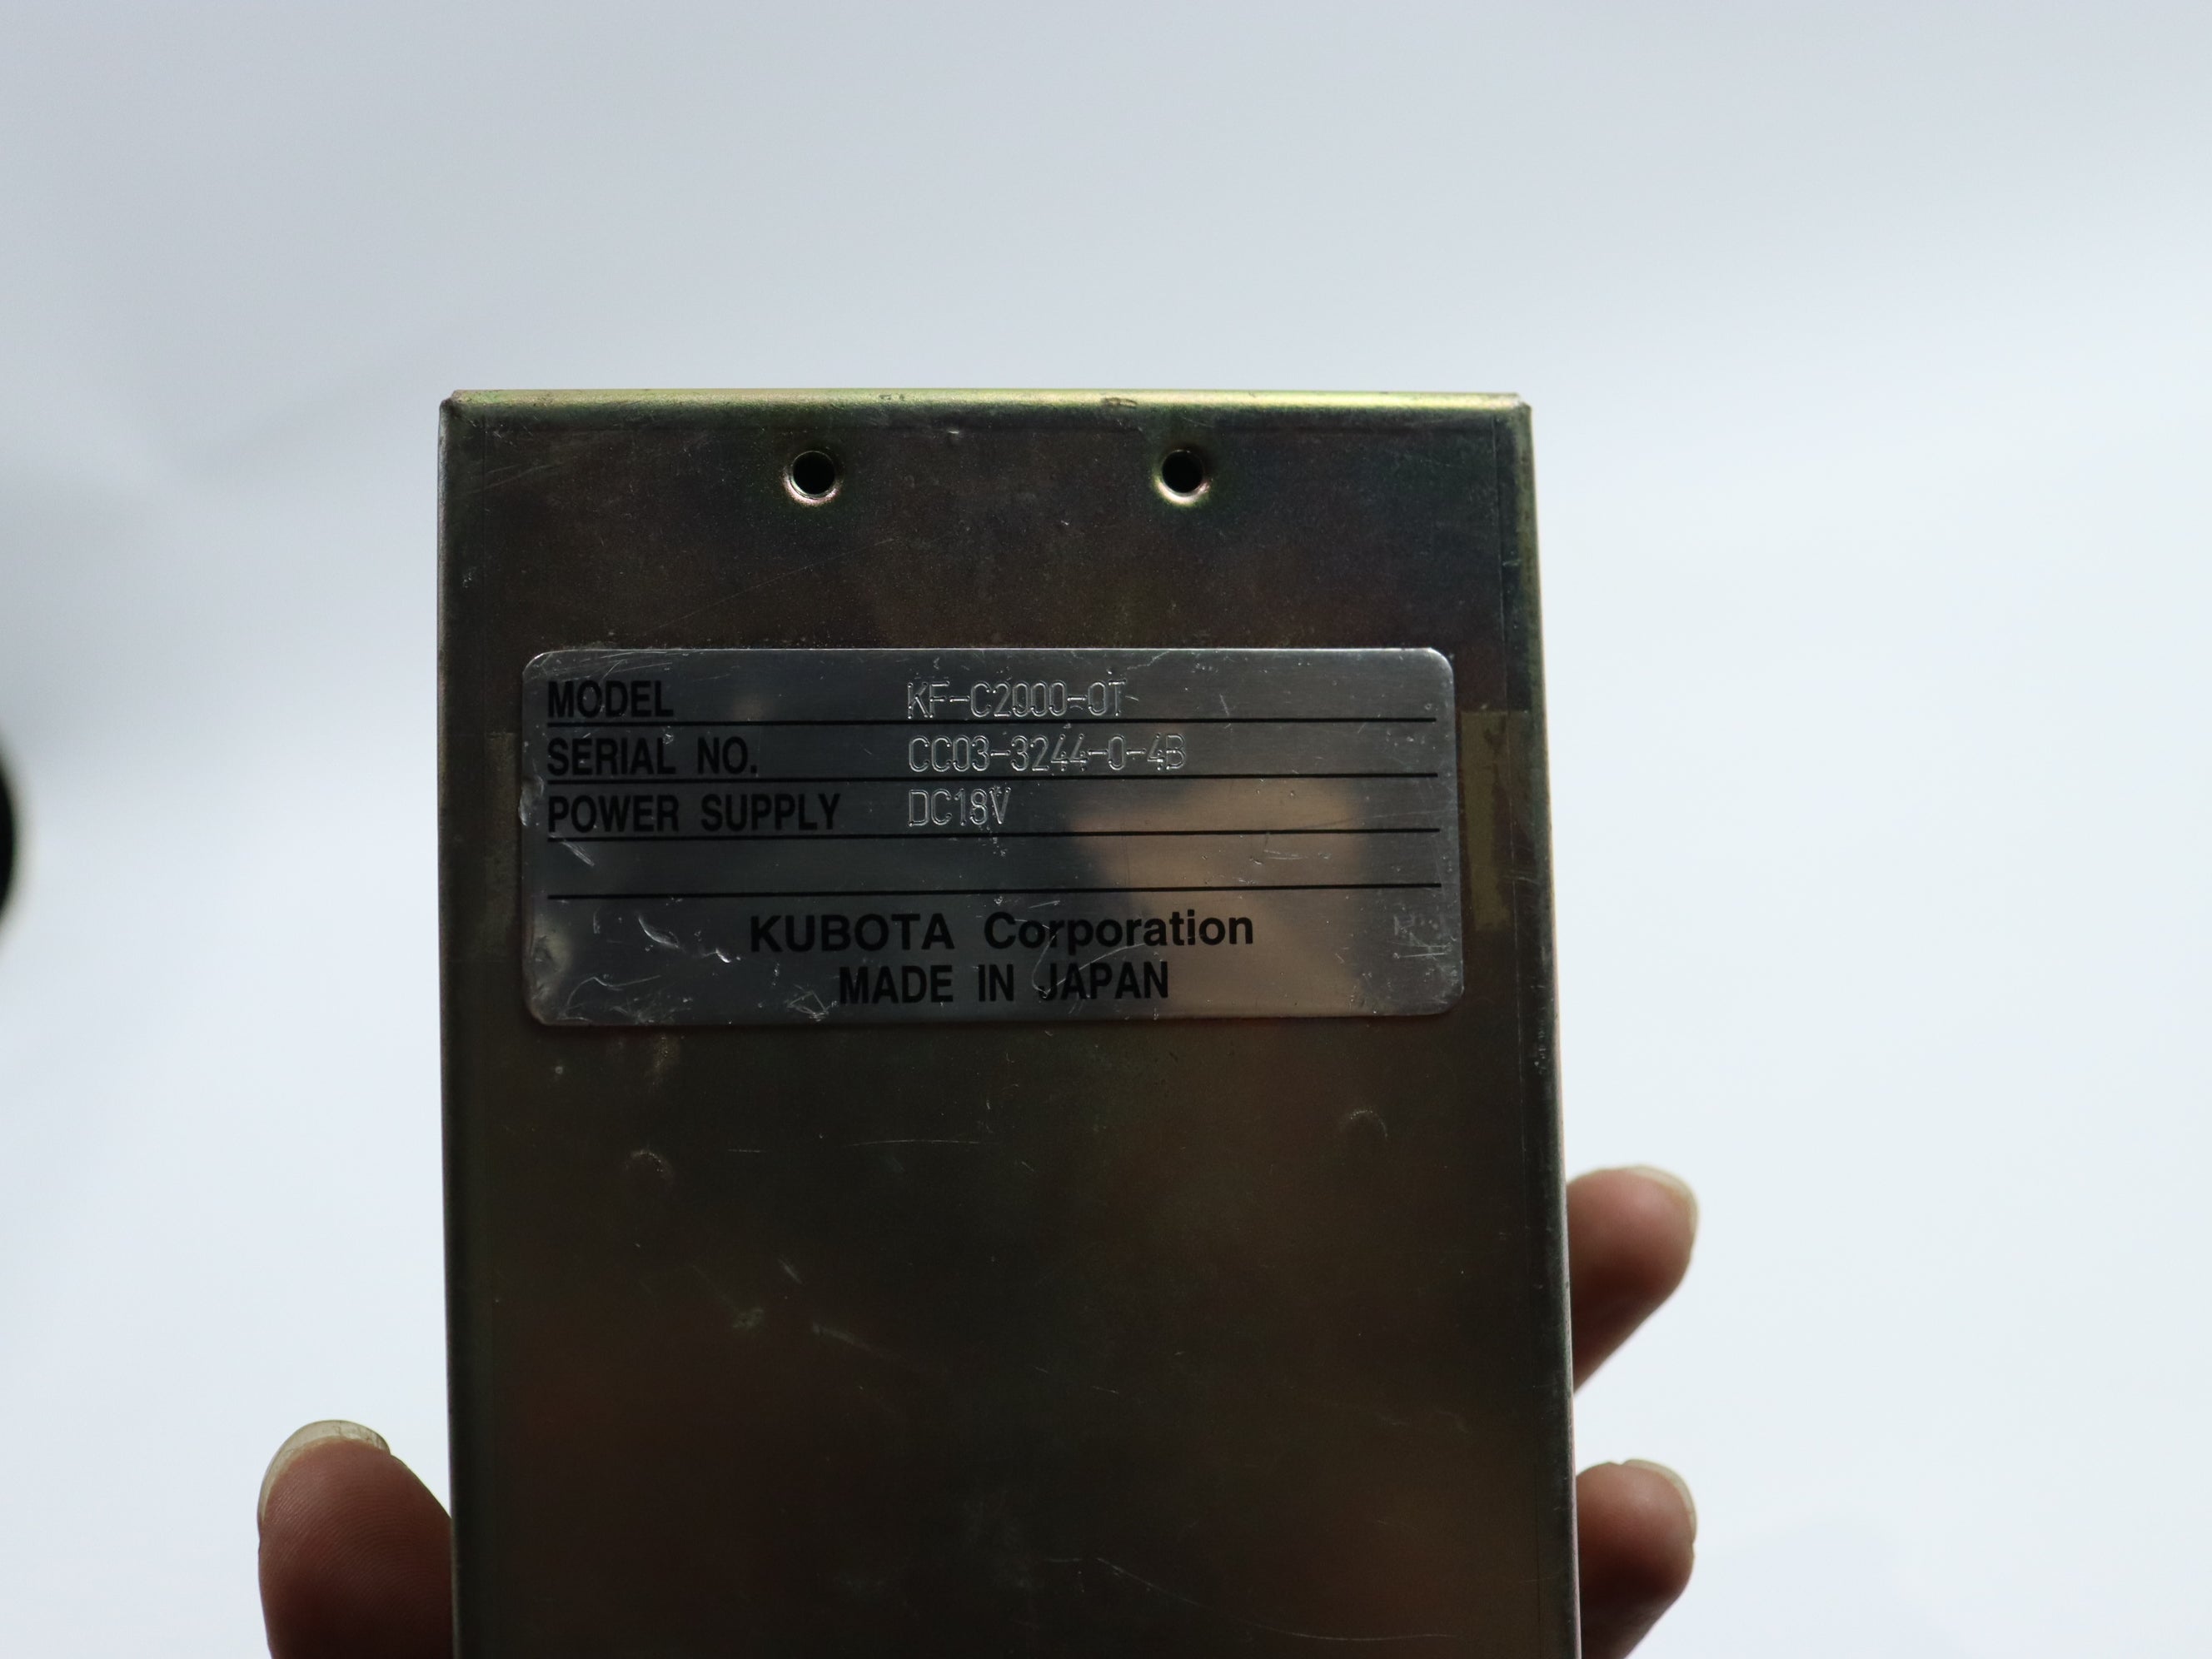 MODEL KF-C2000-OT
SERIAL NO. CC03-3244-0-4B
POWER SUPPLY DC18V
KUBOTA Corporation
MADE IN JAPAN